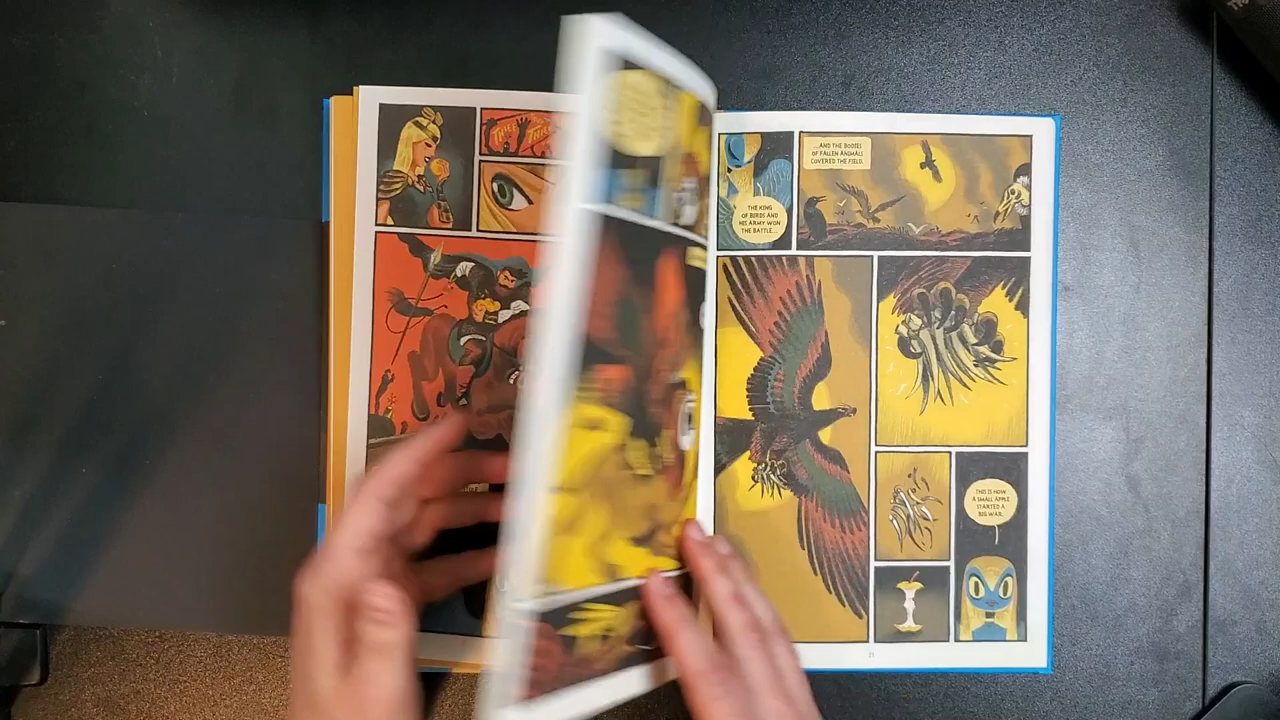 THIEF
THE KING
OF BIRDS AND
HIS ARMY WON
THE BATTLE...
...AND THE BODIES
OF FALLEN ANIMALS
COVERED THE FIELD.
THIS IS HOW
A SMALL APPLE
STARTED A
BIG WAR.